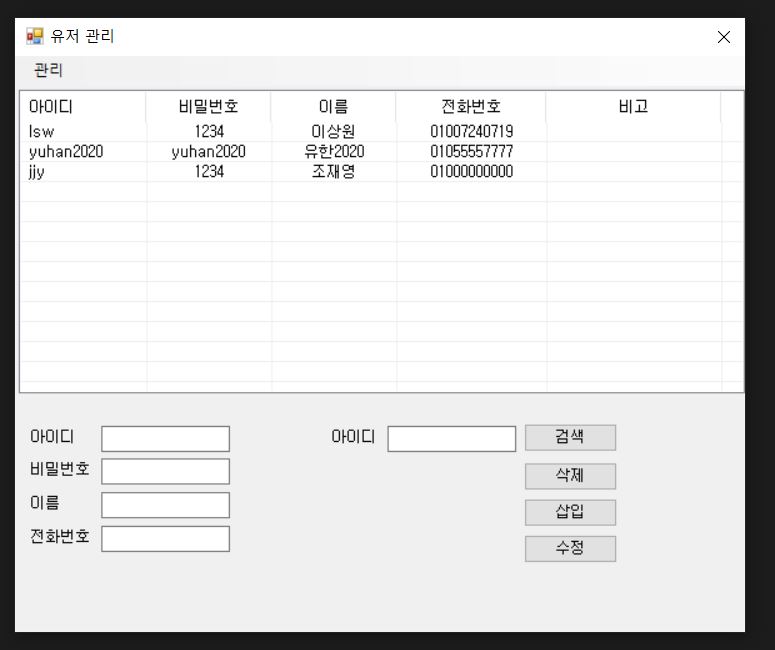 유저 관리
관리
아이디 비밀번호 이름 전화번호 비고
lsw 1234 이상원 01007240719
yuhan2020 yuhan2020 유한2020 01055557777
jjy 1234 조재영 01000000000
아이디 아이디 검색
비밀번호 삭제
이름 삽입
전화번호 수정